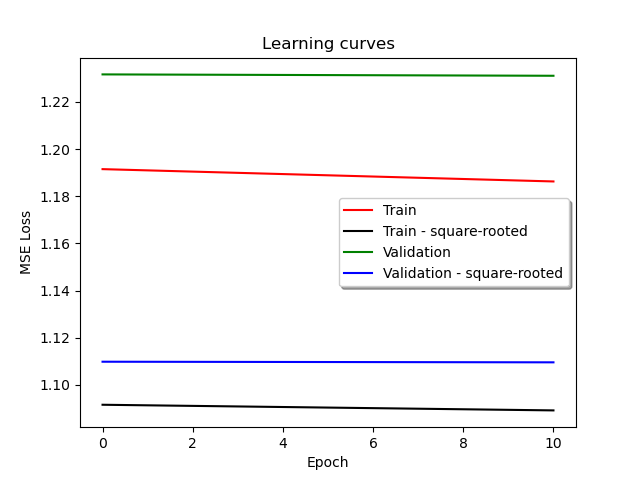 Learning curves
MSE Loss
1.22
1.20
1.18
1.16
1.14
1.12
1.10
Train
Train - square-rooted
Validation
Validation - square-rooted
0 2 4 6 8 10
Epoch